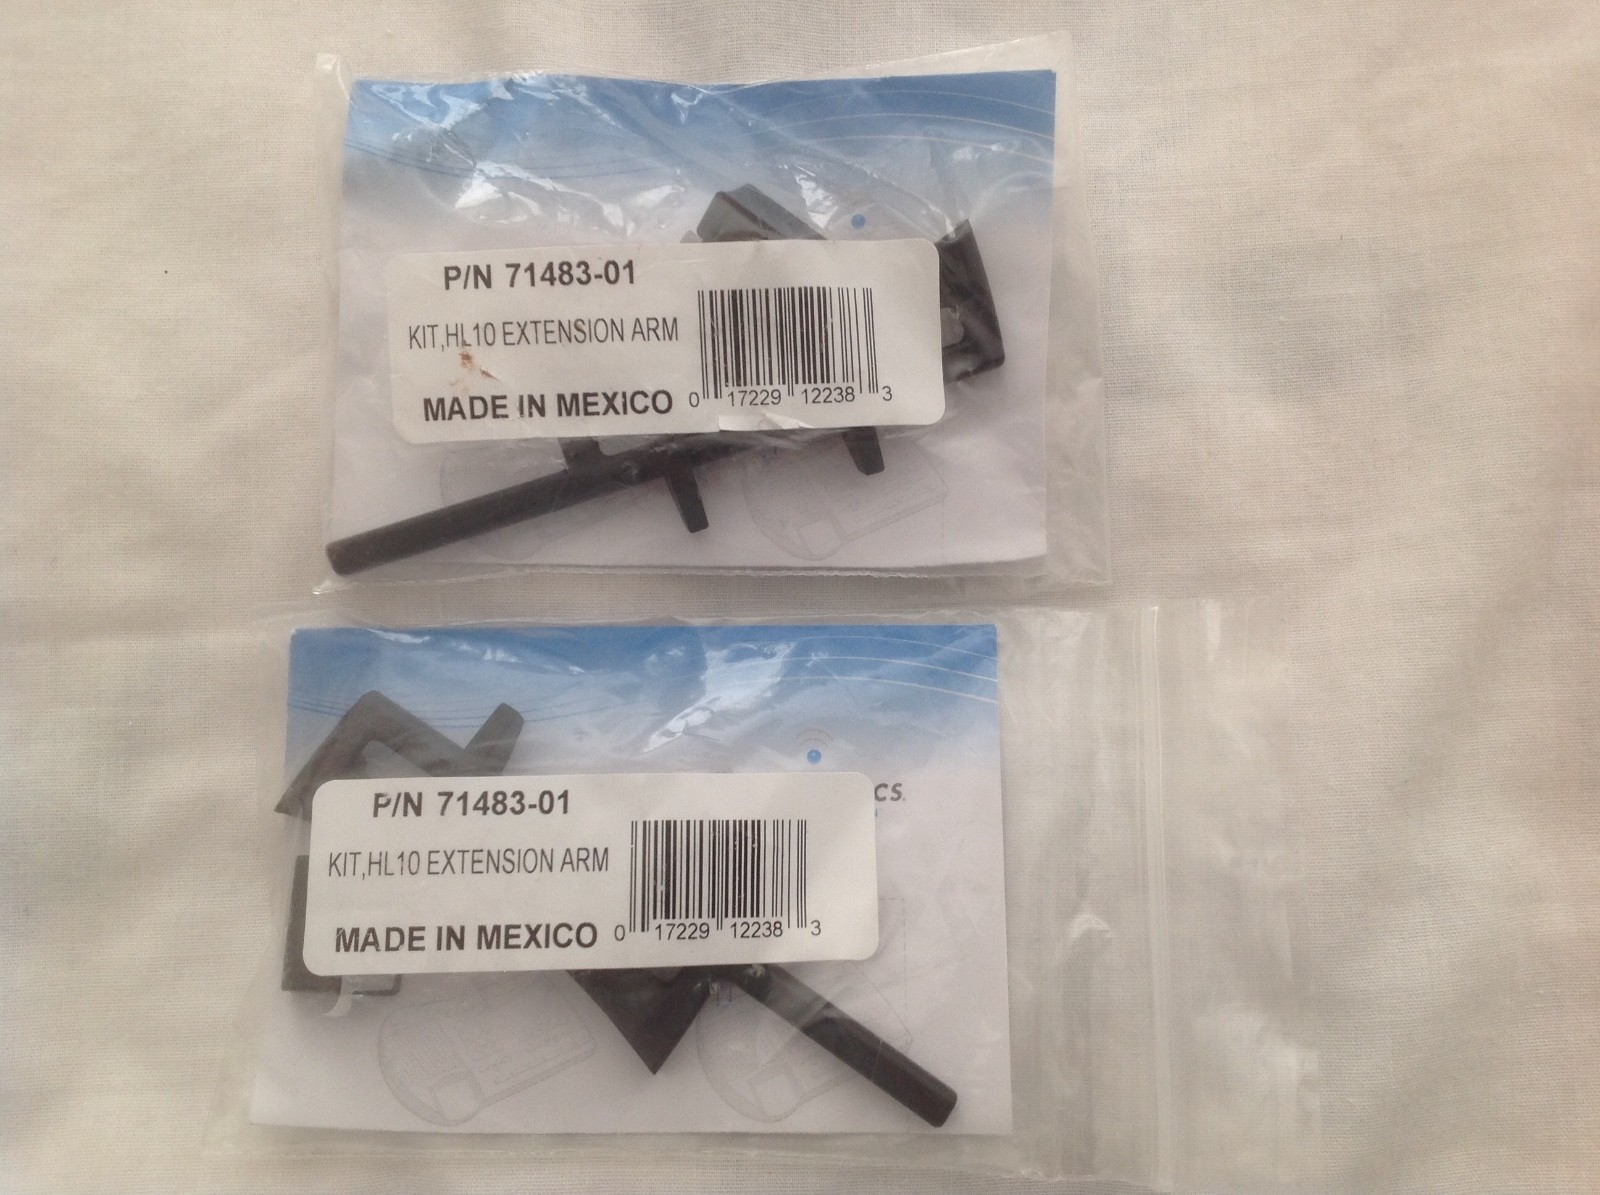 P/N 71483-01
KIT,HL10 EXTENSION ARM
MADE IN MEXICO
0 17229 12238 3
CS.
P/N 71483-01
KIT,HL10 EXTENSION ARM
MADE IN MEXICO
0 17229 12238 3